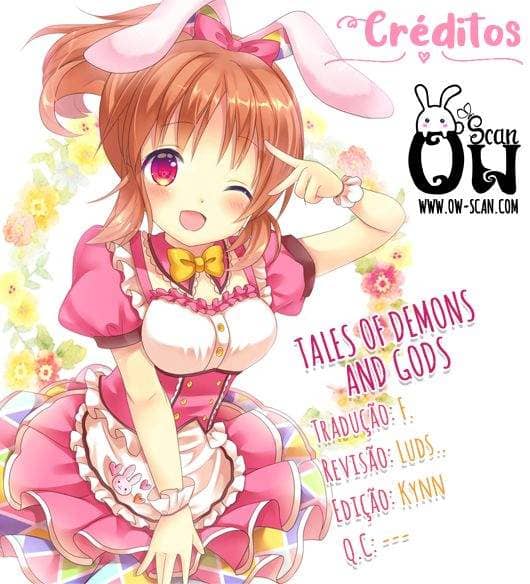 Créditos
OW Scan
WWW.OW-SCAN.COM
TALES OF DEMONS
AND GODS
TRADUÇÃO: F.
REVISÃO: LUDS..
EDIÇÃO: KYNN
Q.C: ---